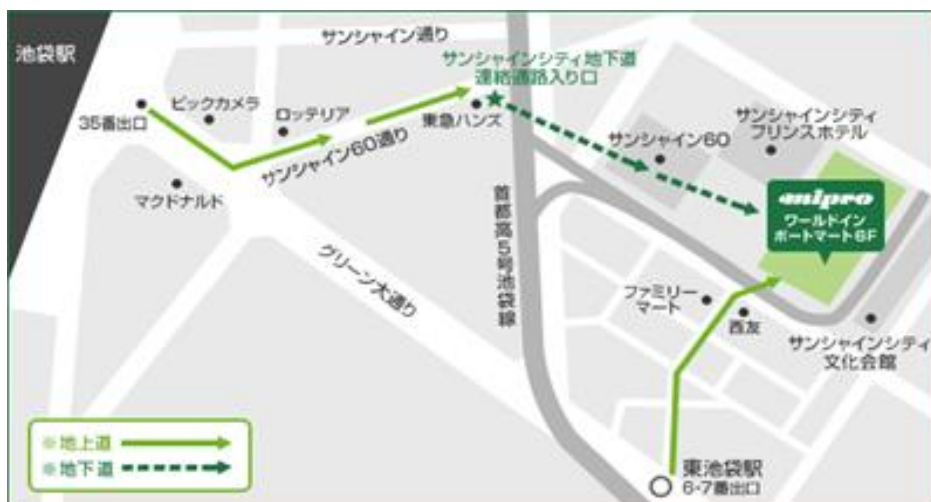 池袋駅
サンシャイン通り
サンシャインシティ地下道
連絡通路入り口
35番出口
ビックカメラ
ロッテリア
東急ハンズ
サンシャイン60通り
マクドナルド
サンシャイン60
サンシャインシティ
プリンスホテル
mipro
ワールドイン
ポートマート6F
首都高5号池袋線
グリーン大通り
ファミリー
マート
西友
サンシャインシティ
文化会館
※地上道
※地下道
東池袋駅
6・7番出口